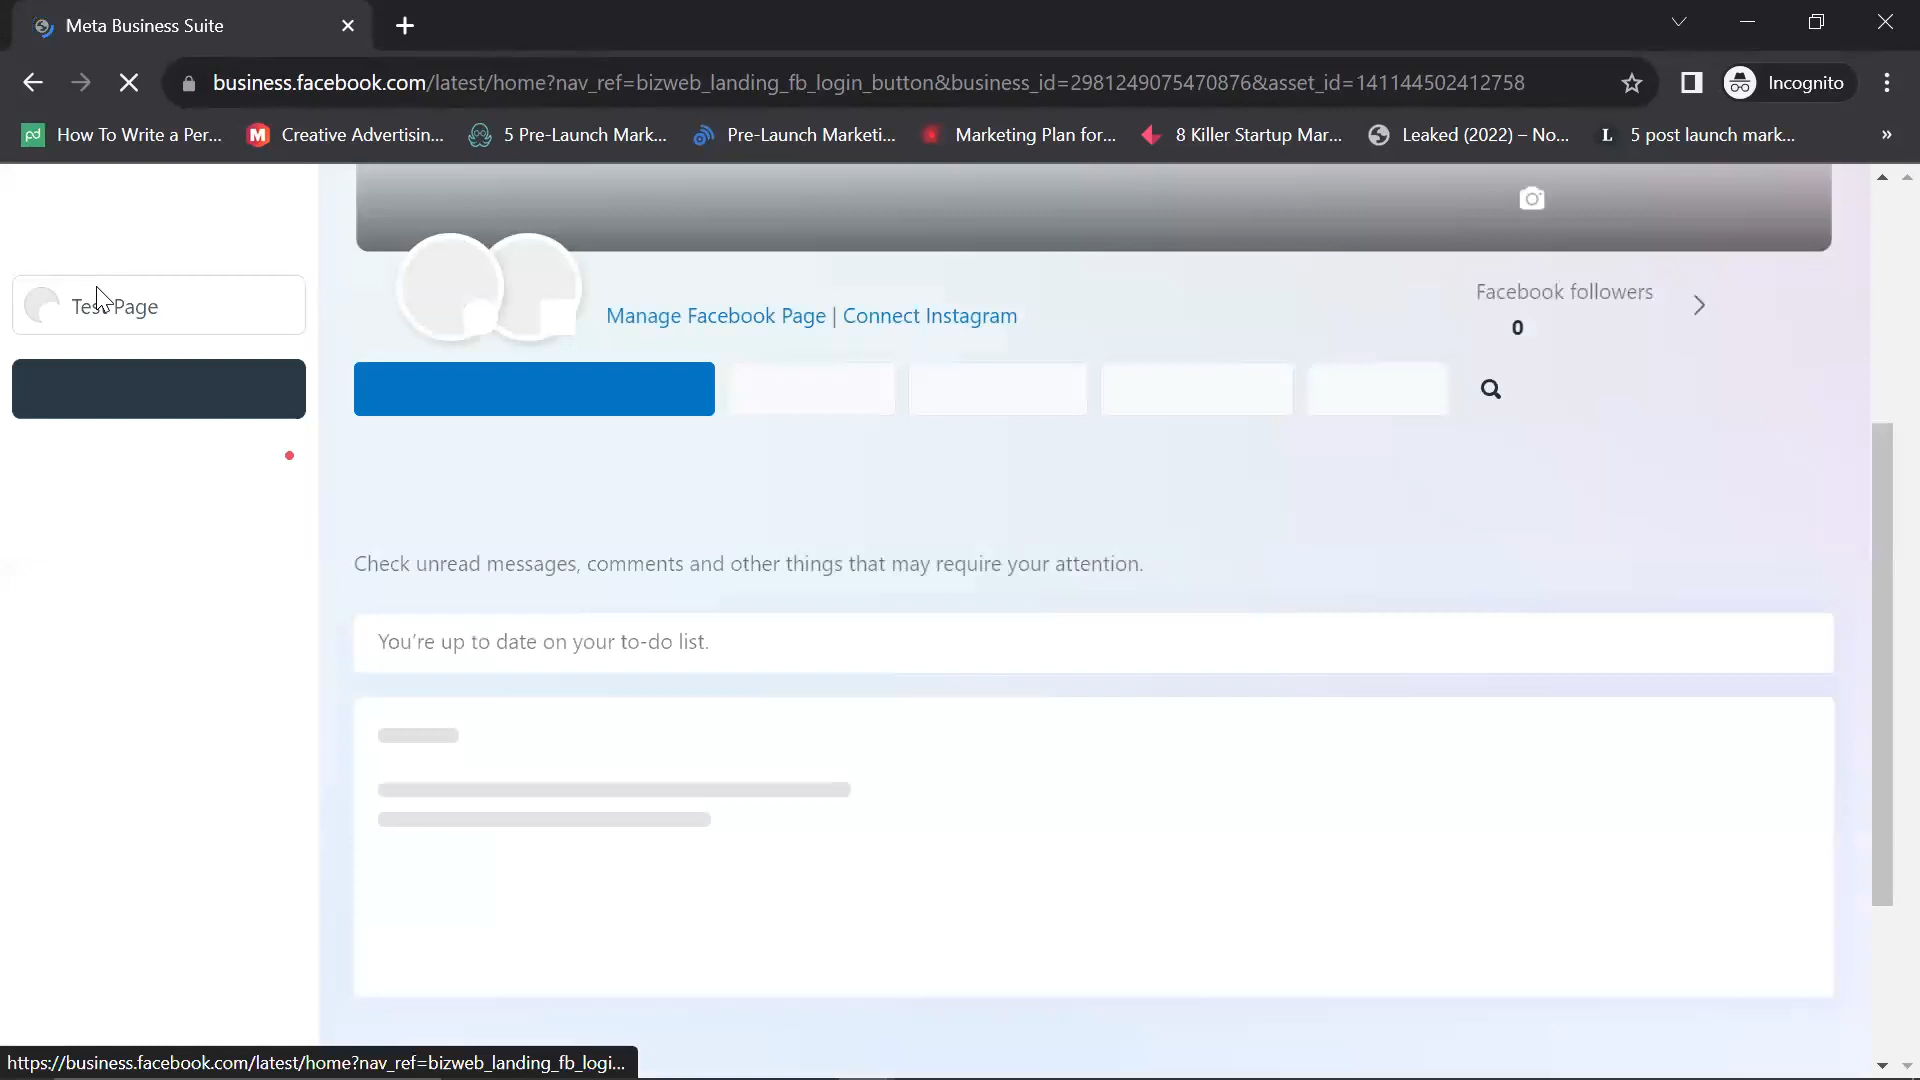 Meta Business Suite
business.facebook.com/latest/home?nav_ref=bizweb_landing_fb_login_button&business_id=2981249075470876&asset_id=141144502412758
Incognito
pd How To Write a Per...
M Creative Advertisin...
5 Pre-Launch Mark...
Pre-Launch Marketi...
Marketing Plan for...
8 Killer Startup Mar...
Leaked (2022) – No...
L 5 post launch mark...
»
Test Page
Manage Facebook Page | Connect Instagram
Facebook followers
0
Check unread messages, comments and other things that may require your attention.
You're up to date on your to-do list.
https://business.facebook.com/latest/home?nav_ref=bizweb_landing_fb_logi...